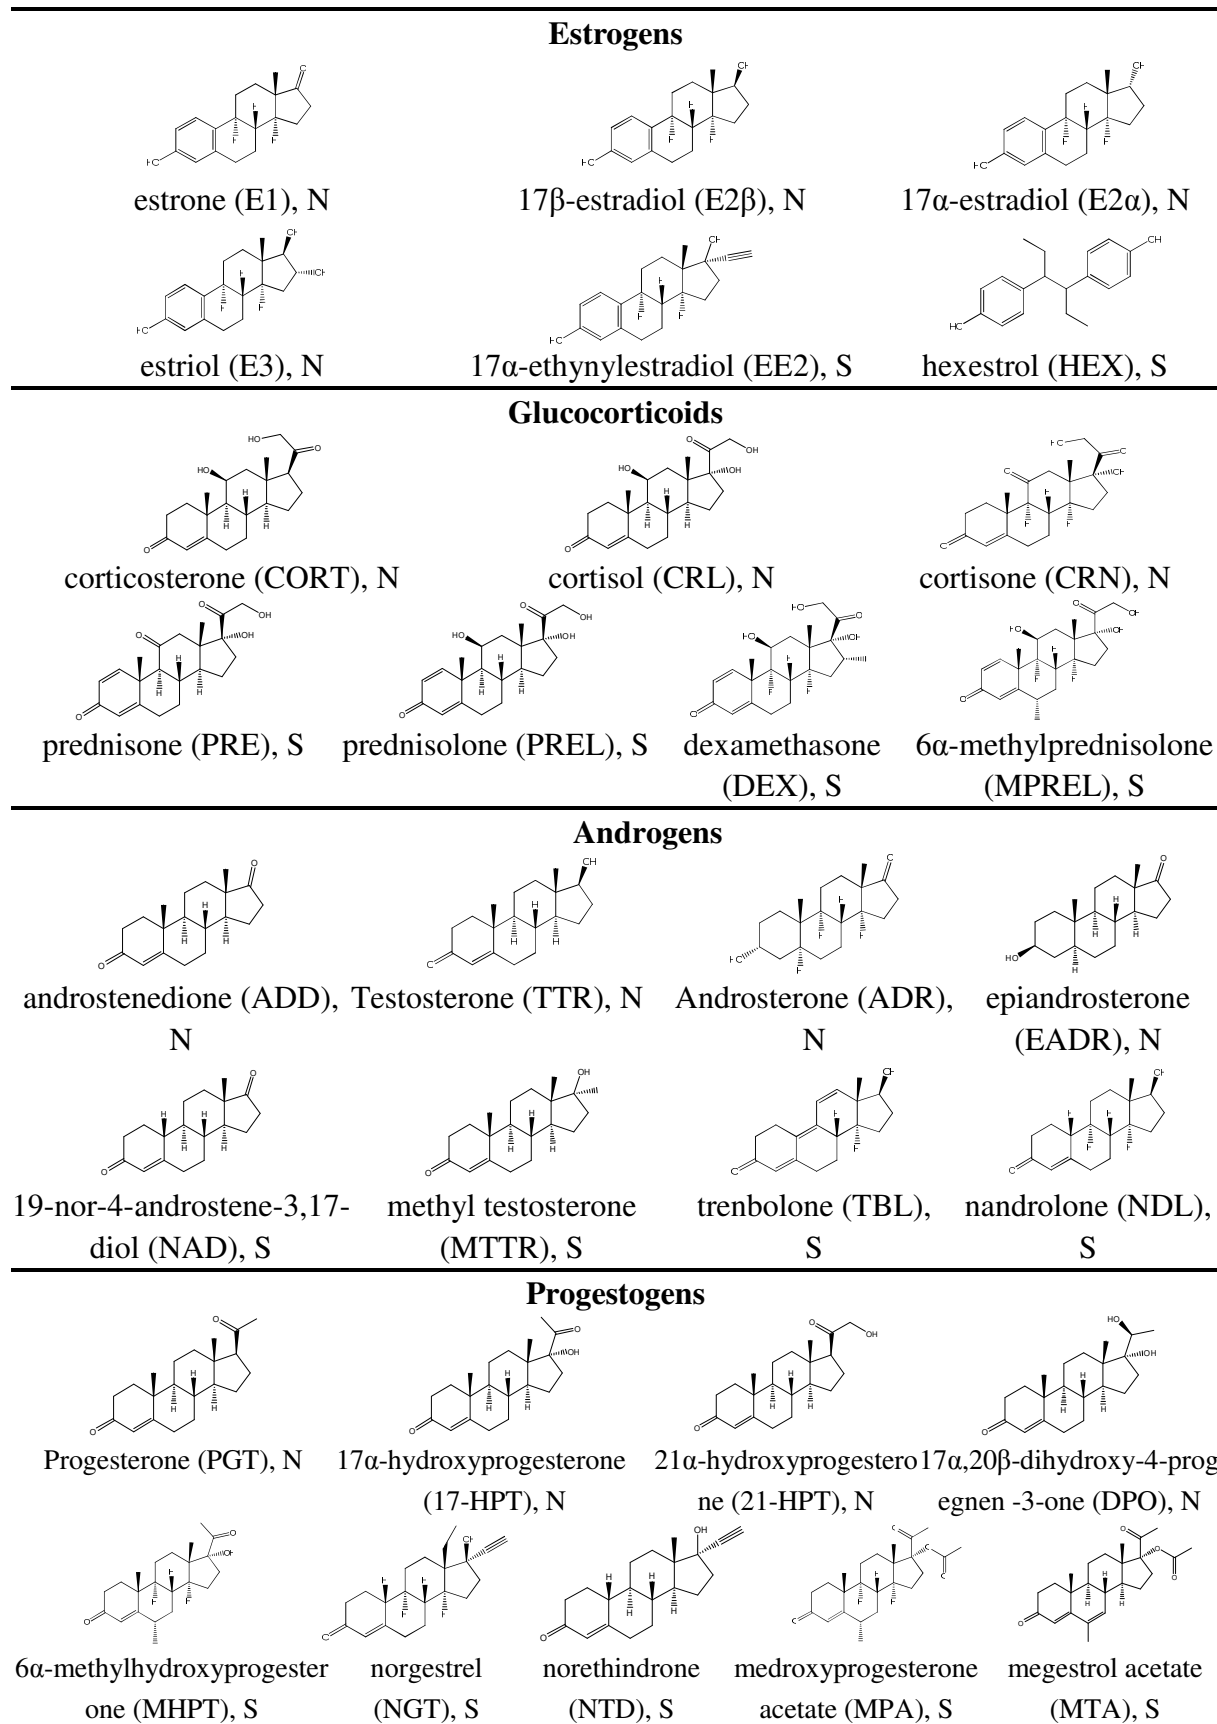 Estrogens
estrone (E1), N
17β-estradiol (E2β), N
17α-estradiol (E2α), N
estriol (E3), N
17α-ethynylestradiol (EE2), S
hexestrol (HEX), S
Glucocorticoids
corticosterone (CORT), N
cortisol (CRL), N
cortisone (CRN), N
prednisone (PRE), S
prednisolone (PREL), S
dexamethasone
(DEX), S
6α-methylprednisolone
(MPREL), S
Androgens
androstenedione (ADD),
N
Testosterone (TTR), N
Androsterone (ADR),
N
epiandrosterone
(EADR), N
19-nor-4-androstene-3,17-
diol (NAD), S
methyl testosterone
(MTTR), S
trenbolone (TBL),
S
nandrolone (NDL),
S
Progestogens
Progesterone (PGT), N
17α-hydroxyprogesterone
(17-HPT), N
21α-hydroxyprogestero
ne (21-HPT), N
17α,20β-dihydroxy-4-prog
egnen -3-one (DPO), N
6α-methylhydroxyprogester
one (MHPT), S
norgestrel
(NGT), S
norethindrone
(NTD), S
medroxyprogesterone
acetate (MPA), S
megestrol acetate
(MTA), S